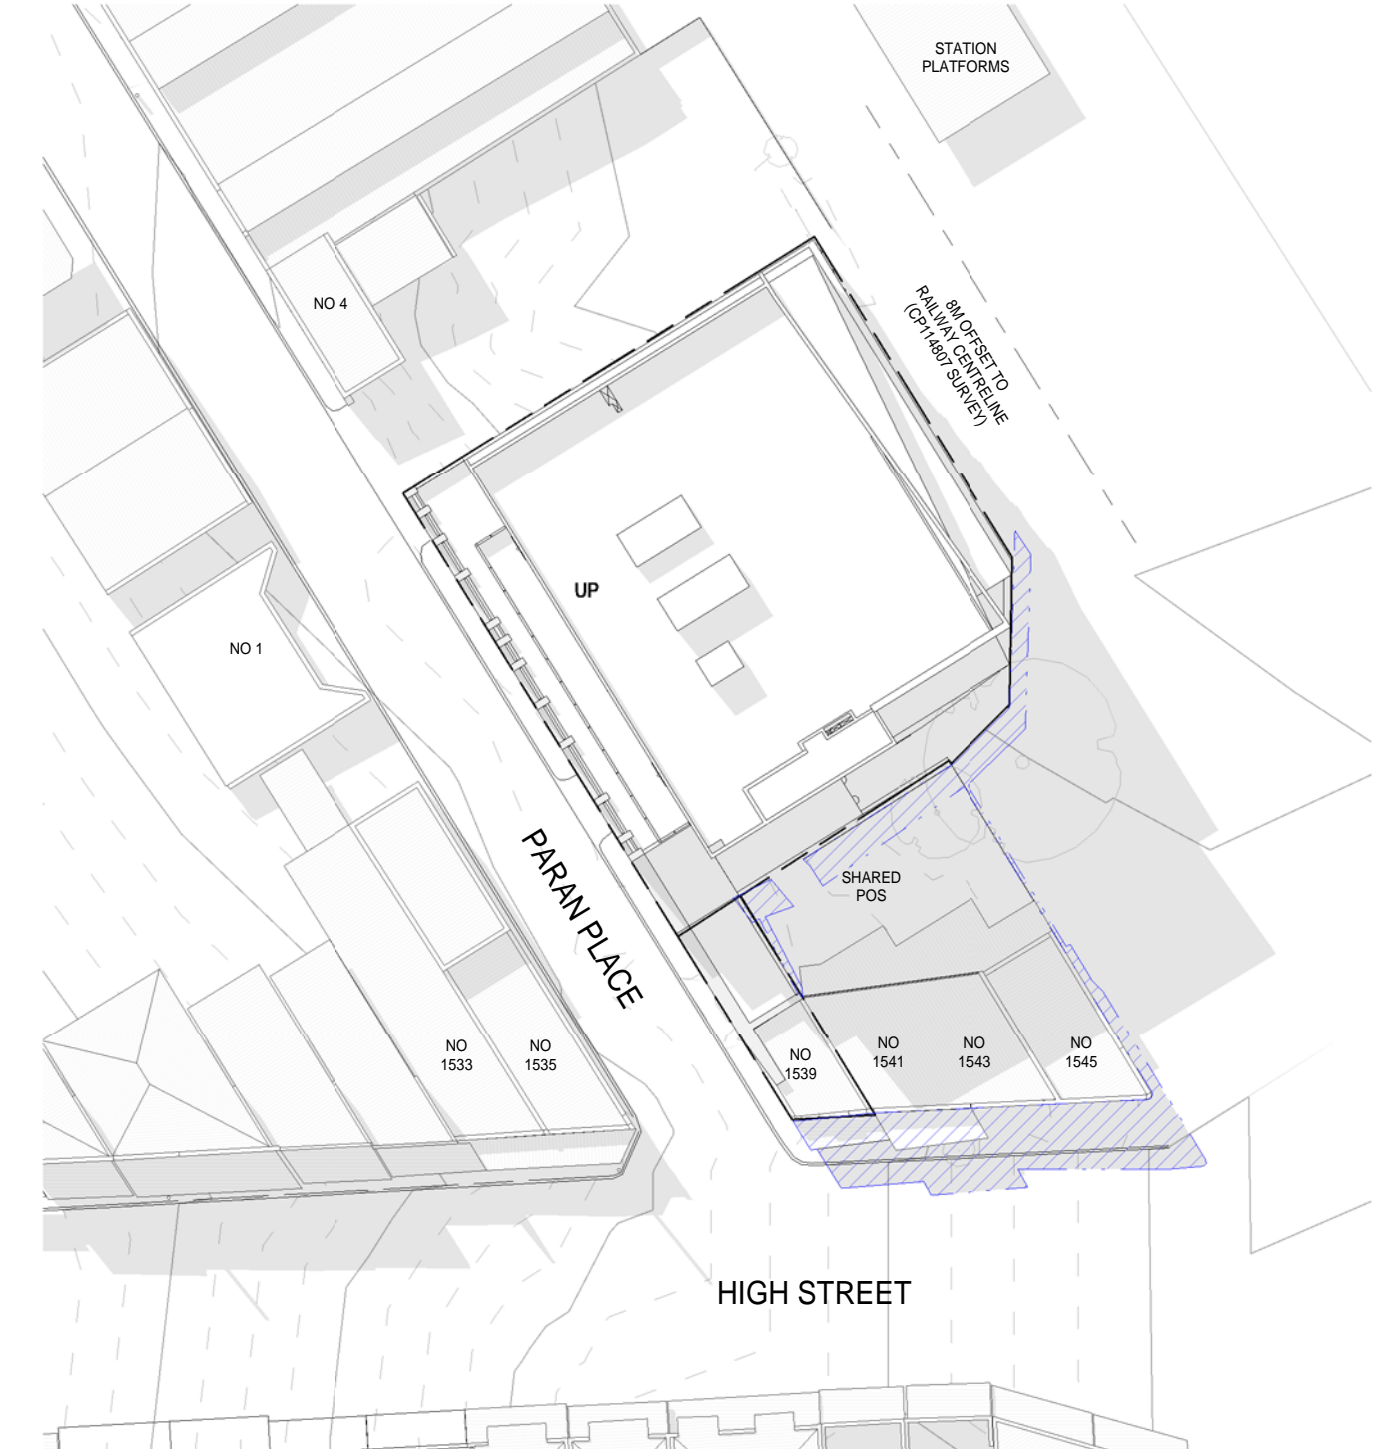 STATION
PLATFORMS
NO 4
8M OFFSET TO
RAILWAY CENTRELINE
(CP114807 SURVEY)
UP
NO 1
PARAN PLACE
SHARED
POS
NO
1533
NO
1535
NO
1539
NO
1541
NO
1543
NO
1545
HIGH STREET